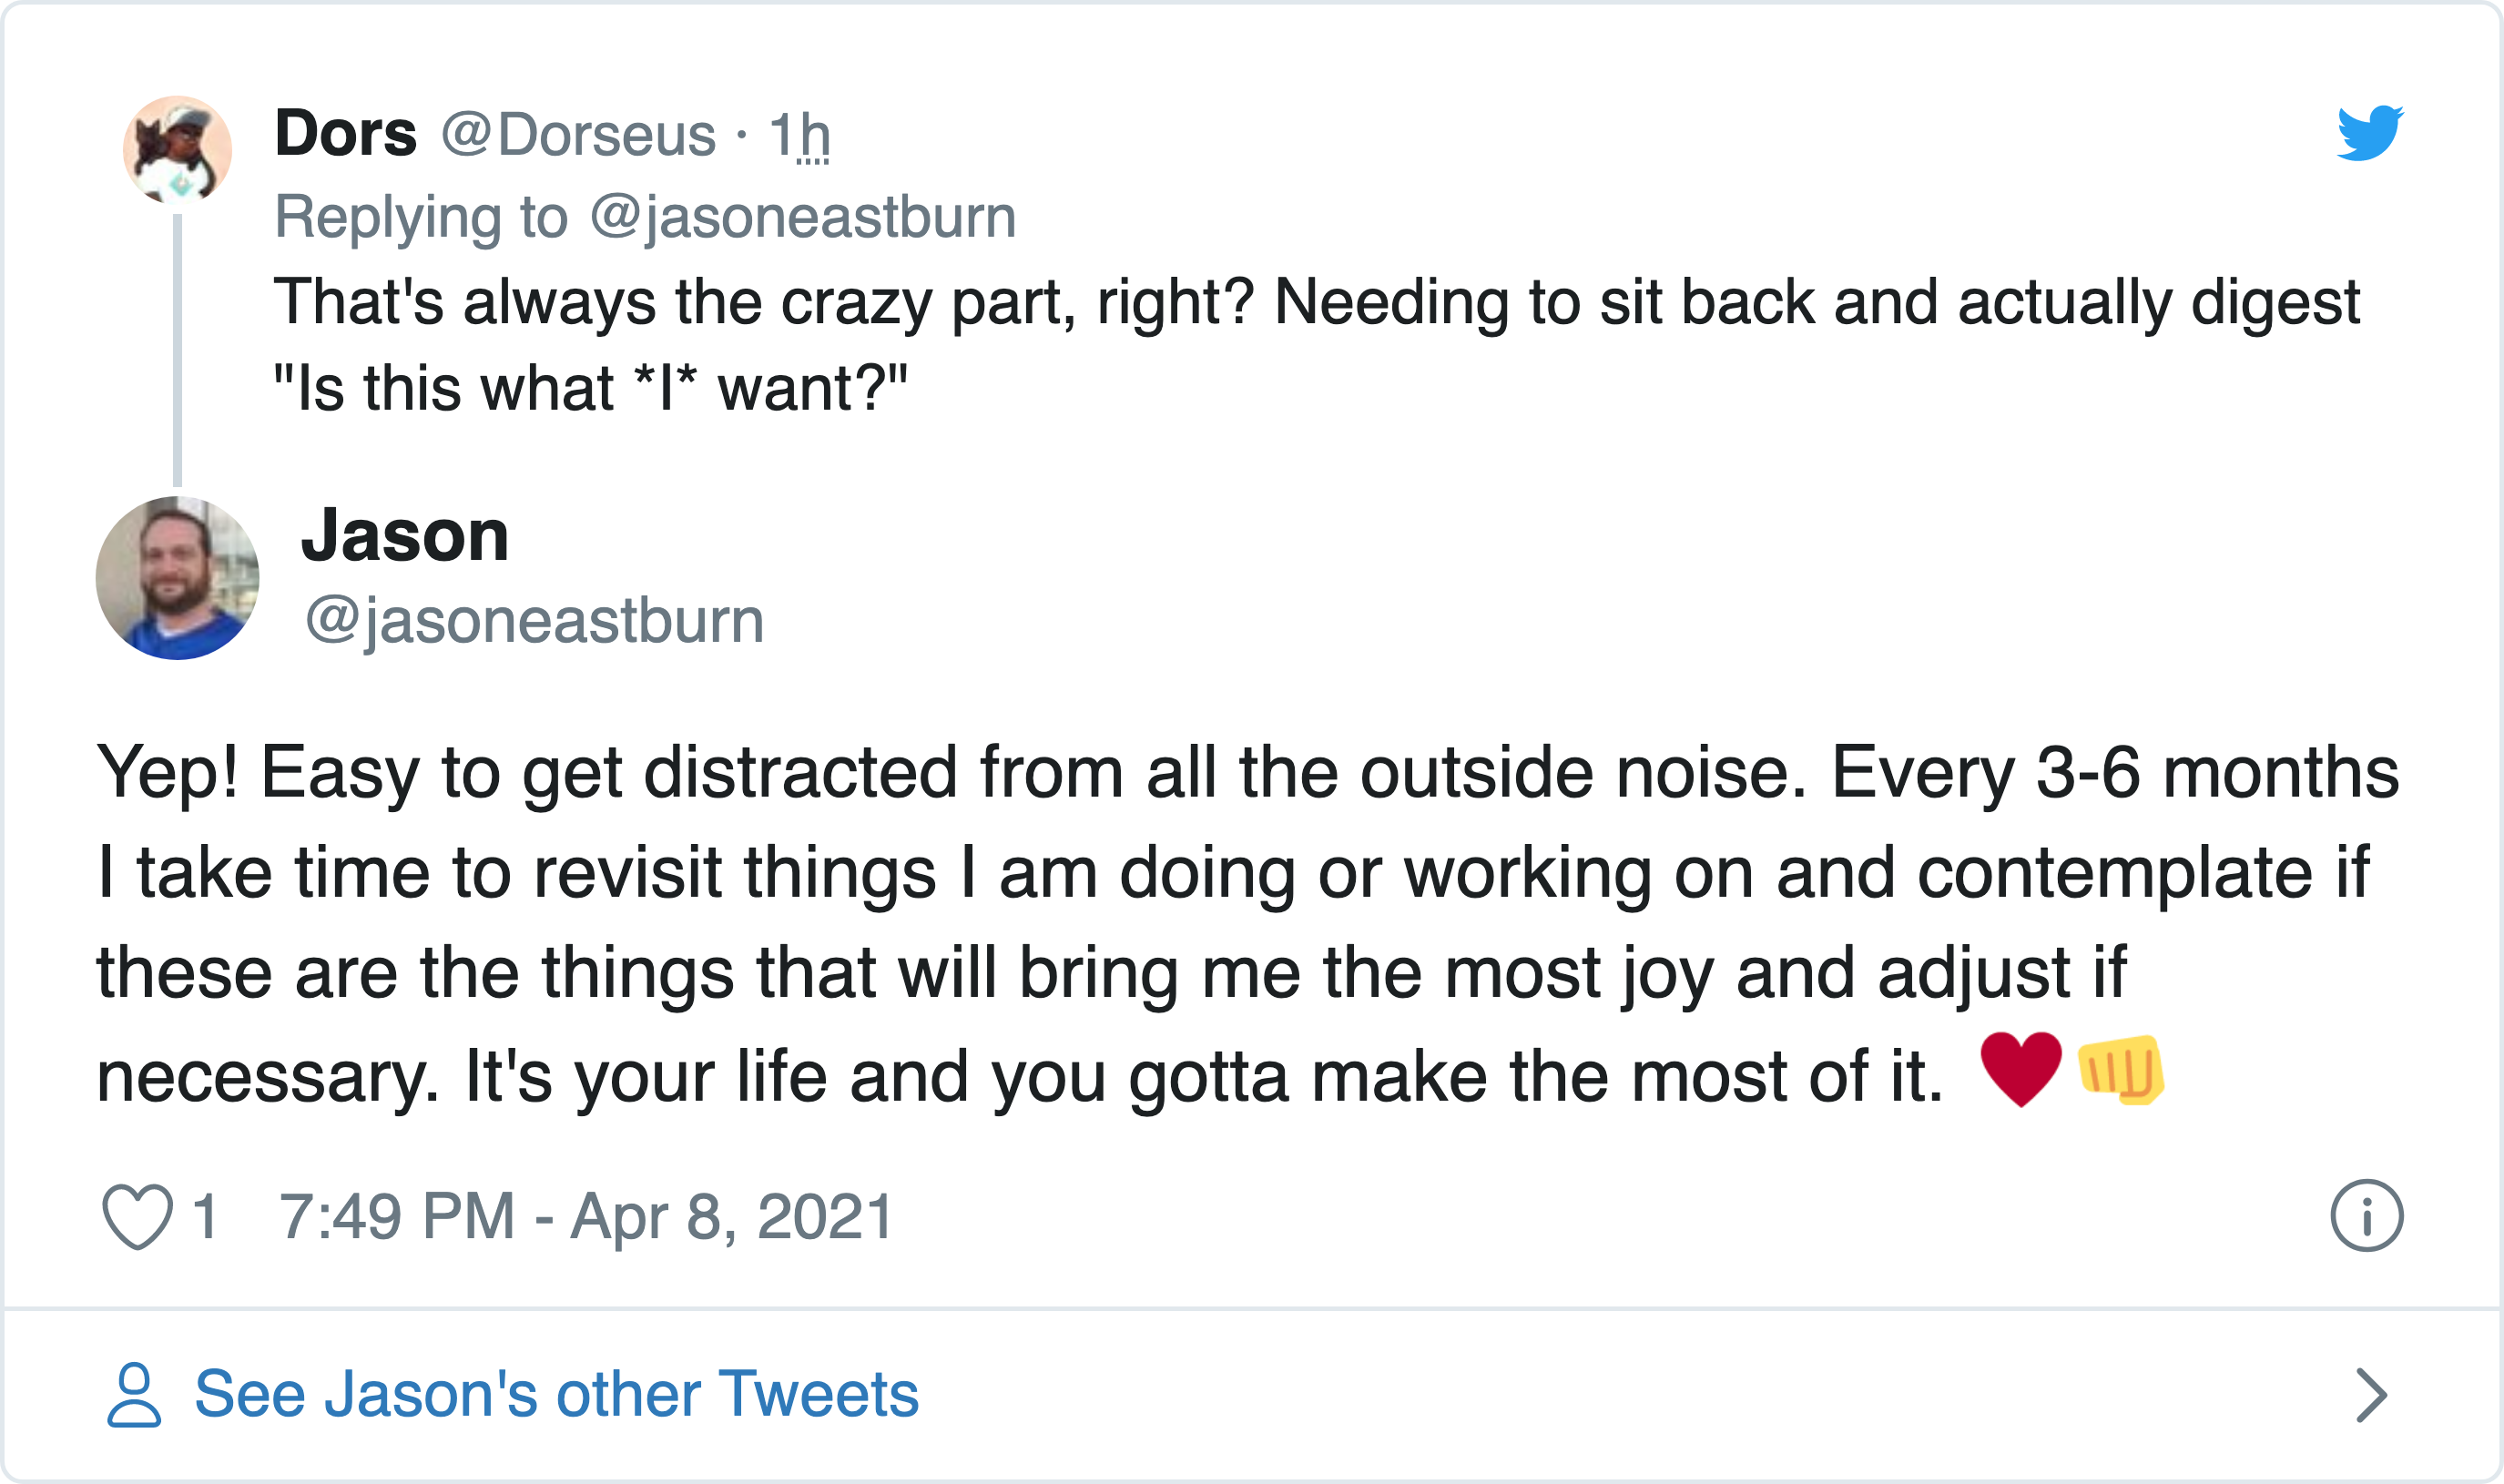 Dors @Dorseus · 1h
Replying to @jasoneastburn
That's always the crazy part, right? Needing to sit back and actually digest
"Is this what *I* want?"
Jason
@jasoneastburn
Yep! Easy to get distracted from all the outside noise. Every 3-6 months
I take time to revisit things I am doing or working on and contemplate if
these are the things that will bring me the most joy and adjust if
necessary. It's your life and you gotta make the most of it. ♥️👊
1 7:49 PM - Apr 8, 2021
See Jason's other Tweets